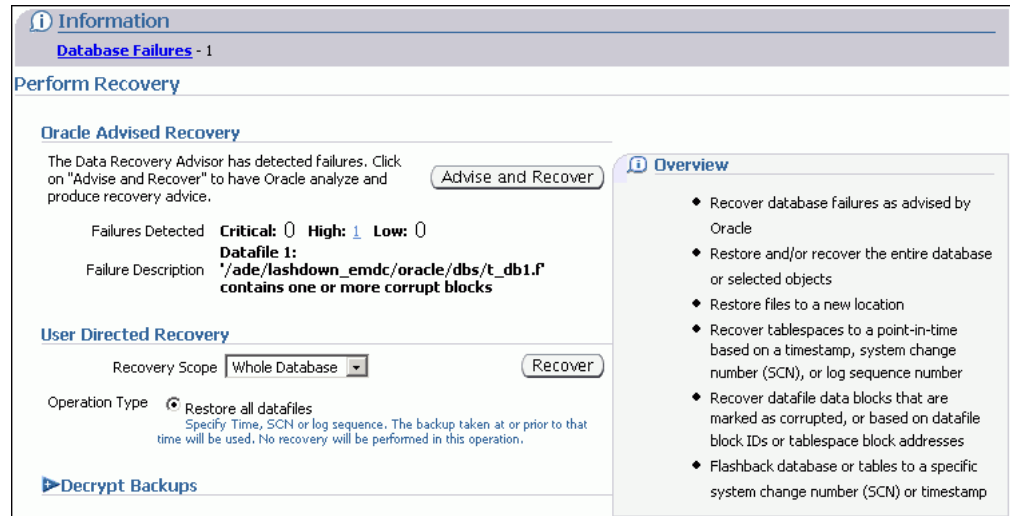 Information
Database Failures - 1
Perform Recovery
Oracle Advised Recovery
The Data Recovery Advisor has detected failures. Click
on "Advise and Recover" to have Oracle analyze and
produce recovery advice.
Advise and Recover
Failures Detected Critical: 0 High: 1 Low: 0
Failure Description Datafile 1:
'/ade/lashdown_emdc/oracle/dbs/t_db1.f'
contains one or more corrupt blocks
User Directed Recovery
Recovery Scope Whole Database
Recover
Operation Type Restore all datafiles
Specify Time, SCN or log sequence. The backup taken at or prior to that
time will be used. No recovery will be performed in this operation.
Decrypt Backups
Overview
Recover database failures as advised by
Oracle
Restore and/or recover the entire database
or selected objects
Restore files to a new location
Recover tablespaces to a point-in-time
based on a timestamp, system change
number (SCN), or log sequence number
Recover datafile data blocks that are
marked as corrupted, or based on datafile
block IDs or tablespace block addresses
Flashback database or tables to a specific
system change number (SCN) or timestamp